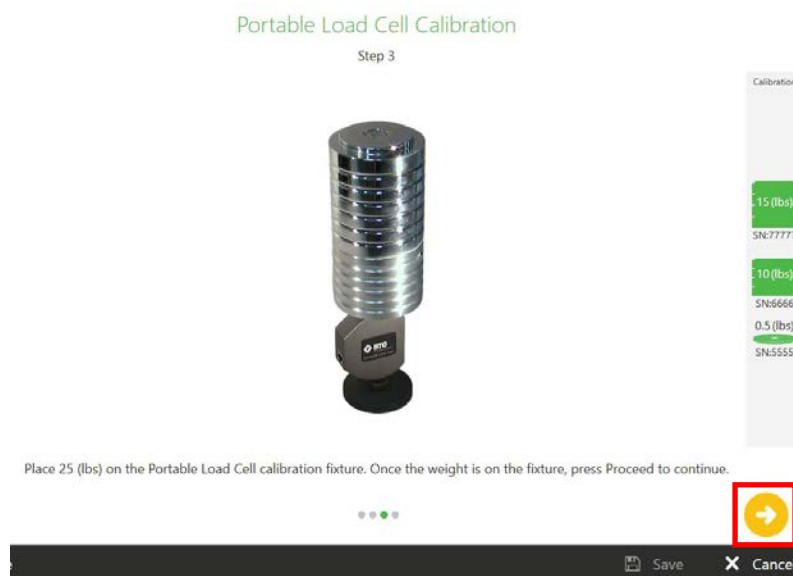 Portable Load Cell Calibration
Step 3
Calibration
15 (lbs)
SN:7777
10 (lbs)
SN:6666
0.5 (lbs)
SN:5555
BTG
Place 25 (lbs) on the Portable Load Cell calibration fixture. Once the weight is on the fixture, press Proceed to continue.
Save
Cance